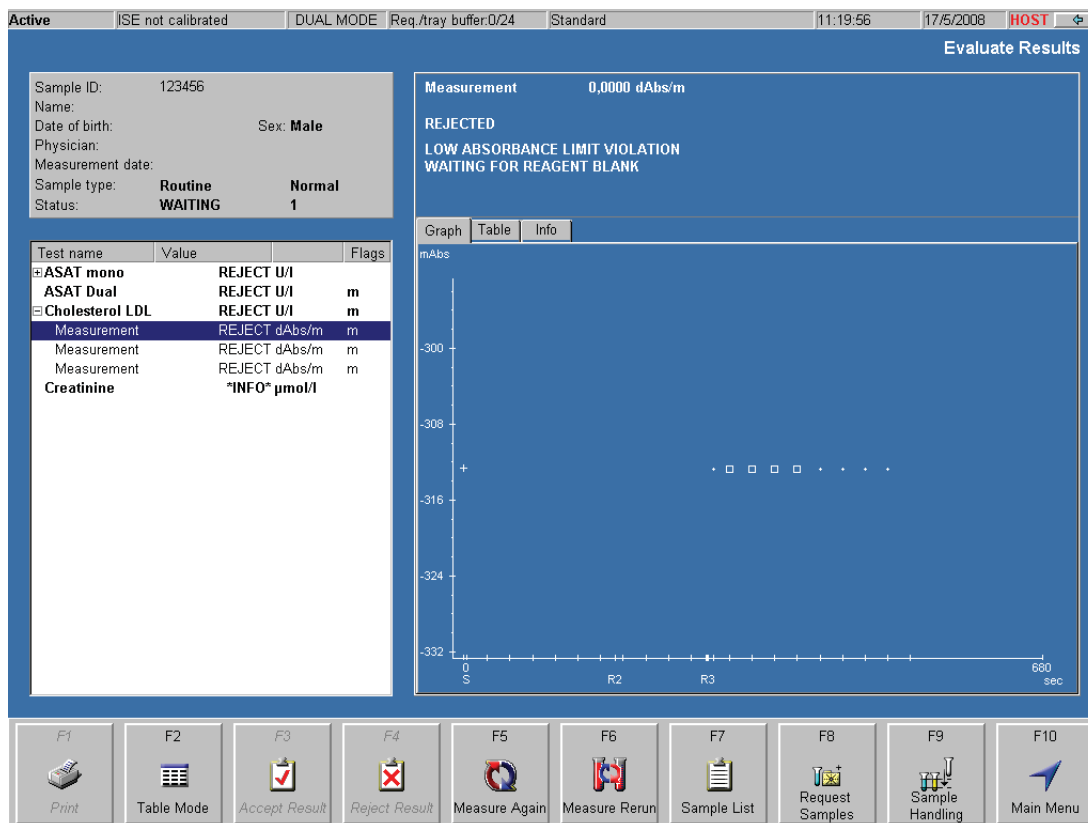 Active ISE not calibrated DUAL MODE Req./tray buffer:0/24 Standard 11:19:56 17/5/2008 HOST
Evaluate Results
Sample ID: 123456
Name:
Date of birth: Sex: Male
Physician:
Measurement date:
Sample type: Routine Normal
Status: WAITING 1
Measurement 0,0000 dAbs/m
REJECTED
LOW ABSORBANCE LIMIT VIOLATION
WAITING FOR REAGENT BLANK
Test name Value Flags
ASAT mono REJECT U/I
ASAT Dual REJECT U/I m
Cholesterol LDL REJECT U/I m
Measurement REJECT dAbs/m m
Measurement REJECT dAbs/m m
Measurement REJECT dAbs/m m
Creatinine *INFO* µmol/l
Graph Table Info
mAbs
-300
-308
-316
-324
-332
0 680
S R2 R3 sec
F1 F2 F3 F4 F5 F6 F7 F8 F9 F10
Print Table Mode Accept Result Reject Result Measure Again Measure Rerun Sample List Request Samples Sample Handling Main Menu